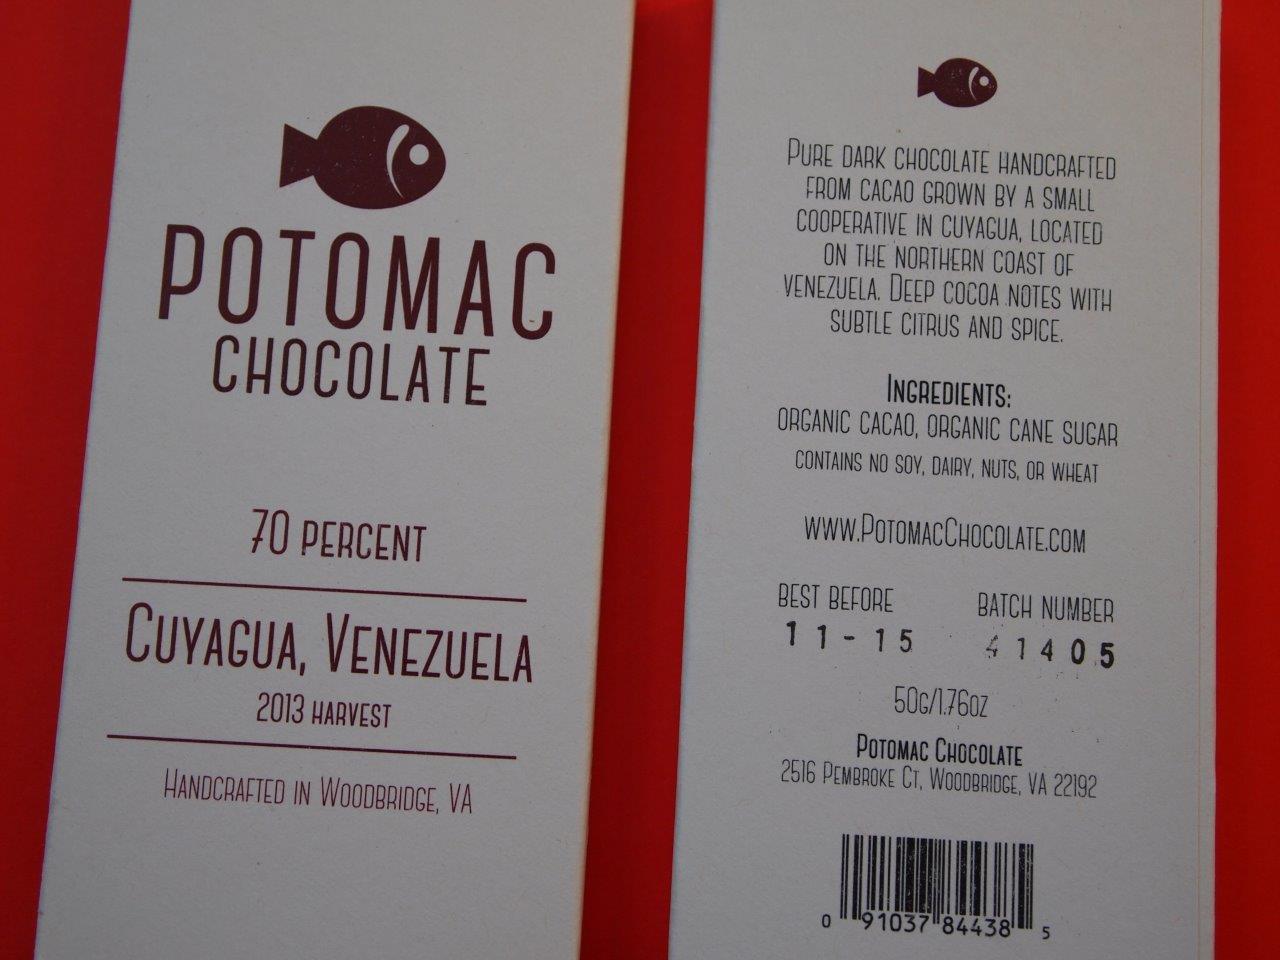 POTOMAC
CHOCOLATE
70 PERCENT
CUYAGUA, VENEZUELA
2013 HARVEST
HANDCRAFTED IN WOODBRIDGE, VA
PURE DARK CHOCOLATE HANDCRAFTED
FROM CACAO GROWN BY A SMALL
COOPERATIVE IN CUYAGUA, LOCATED
ON THE NORTHERN COAST OF
VENEZUELA. DEEP COCOA NOTES WITH
SUBTLE CITRUS AND SPICE.
INGREDIENTS:
ORGANIC CACAO, ORGANIC CANE SUGAR
CONTAINS NO SOY, DAIRY, NUTS, OR WHEAT
WWW.POTOMACCHOCOLATE.COM
BEST BEFORE BATCH NUMBER
11-15 41405
50G/1.76OZ
POTOMAC CHOCOLATE
2516 PEMBROKE CT, WOODBRIDGE, VA 22192
0 91037 84438 5